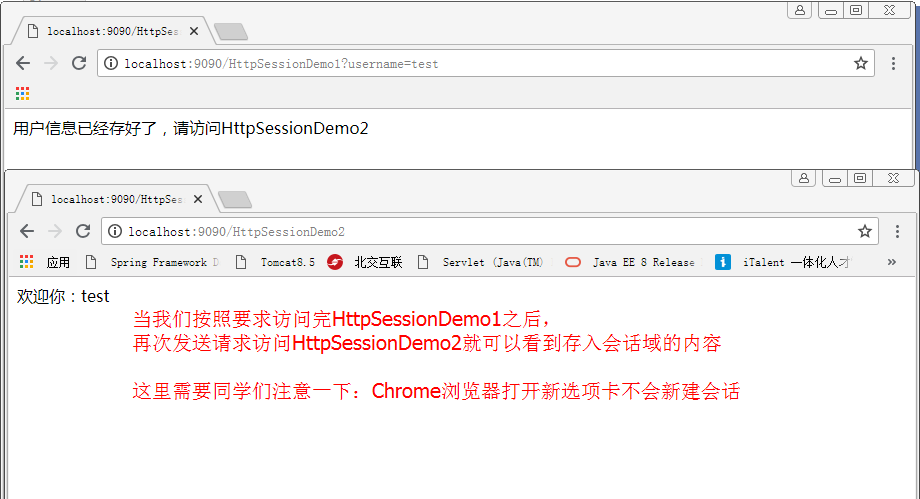 localhost:9090/HttpSes
localhost:9090/HttpSessionDemo1?username=test
用户信息已经存好了，请访问HttpSessionDemo2
localhost:9090/HttpSes
localhost:9090/HttpSessionDemo2
应用 Spring Framework D Tomcat8.5 北交互联 Servlet (Java(TM) Java EE 8 Release iTalent 一体化人才 »
欢迎你：test
当我们按照要求访问完HttpSessionDemo1之后，
再次发送请求访问HttpSessionDemo2就可以看到存入会话域的内容
这里需要同学们注意一下：Chrome浏览器打开新选项卡不会新建会话